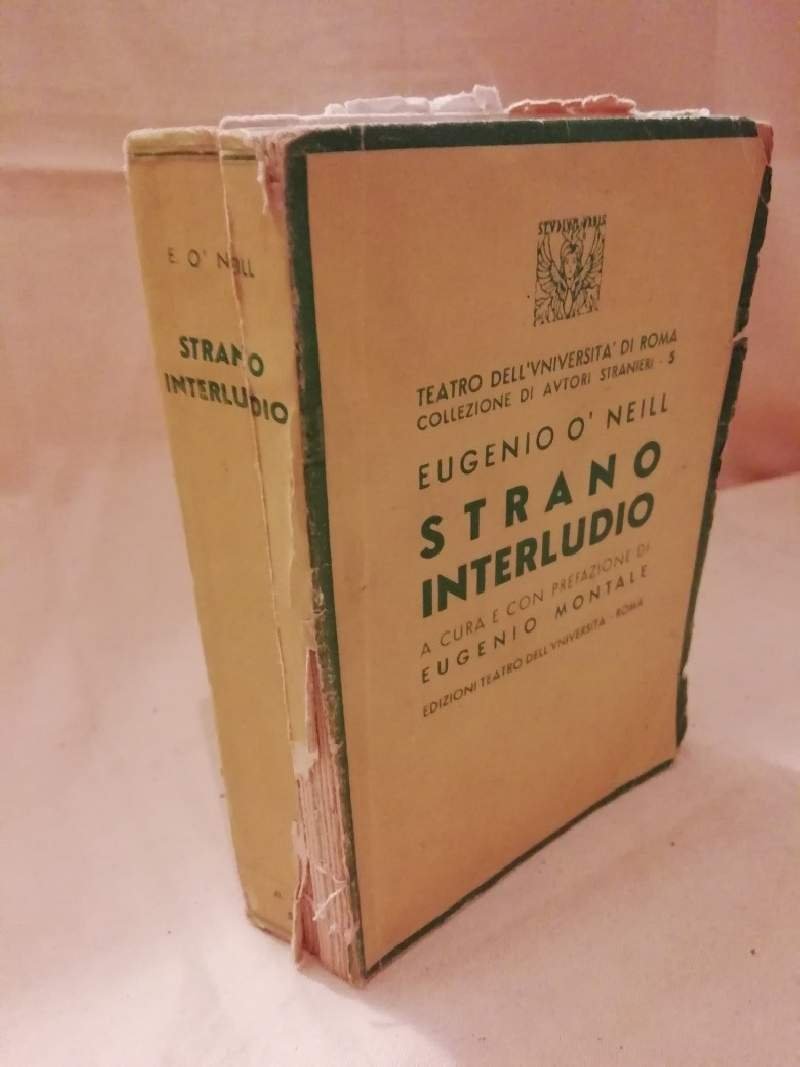 E. O' NEILL
STRANO
INTERLUDIO
STVDIVM VRBIS
TEATRO DELL'VNIVERSITA' DI ROMA
COLLEZIONE DI AVTORI STRANIERI - 5
EUGENIO O' NEILL
STRANO
INTERLUDIO
A CURA E CON PREFAZIONE DI
EUGENIO MONTALE
EDIZIONI TEATRO DELL'VNIVERSITA - ROMA